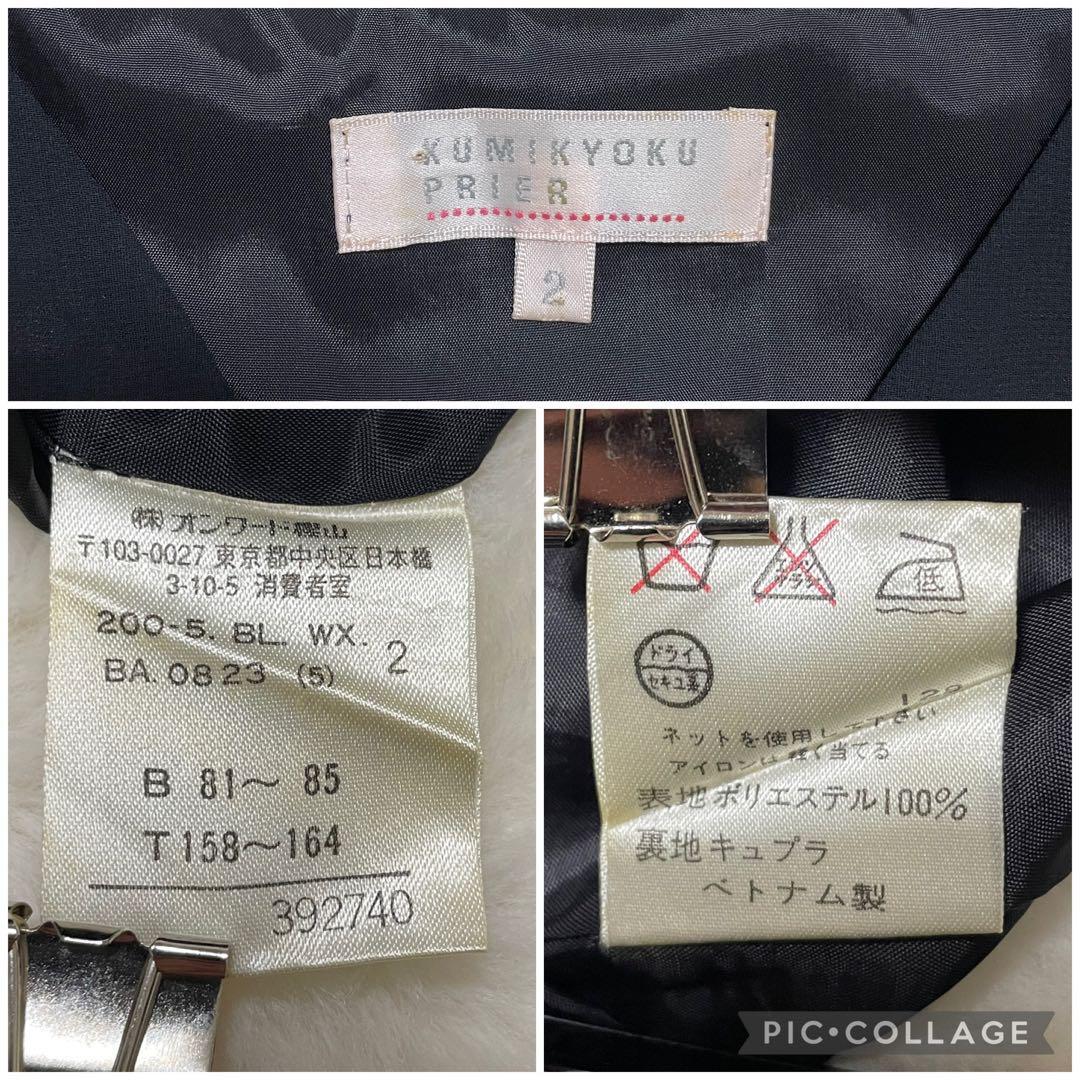 KUMIKYOKU
PRIER
2
(株)オンワード樫山
〒103-0027 東京都中央区日本橋
3-10-5 消費者室
200-5. BL. WX. 2
BA. 0823 (5)
B 81〜 85
T 158〜164
392740
低
ドライ
セキユ系
ネットを使用して下さい
アイロンは軽く当てる
表地ポリエステル100%
裏地キュプラ
ベトナム製
PIC•COLLAGE